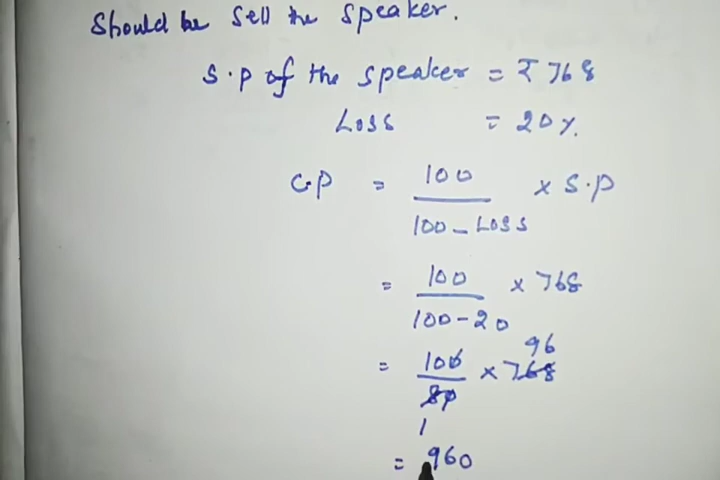 Should be sell the speaker.
S.P of the speaker = ₹ 768
Loss = 20%.
C.P = 100 / 100 - Loss × S.P
= 100 / 100-20 × 768
96
= 100 / 80 × 768
1
= 960